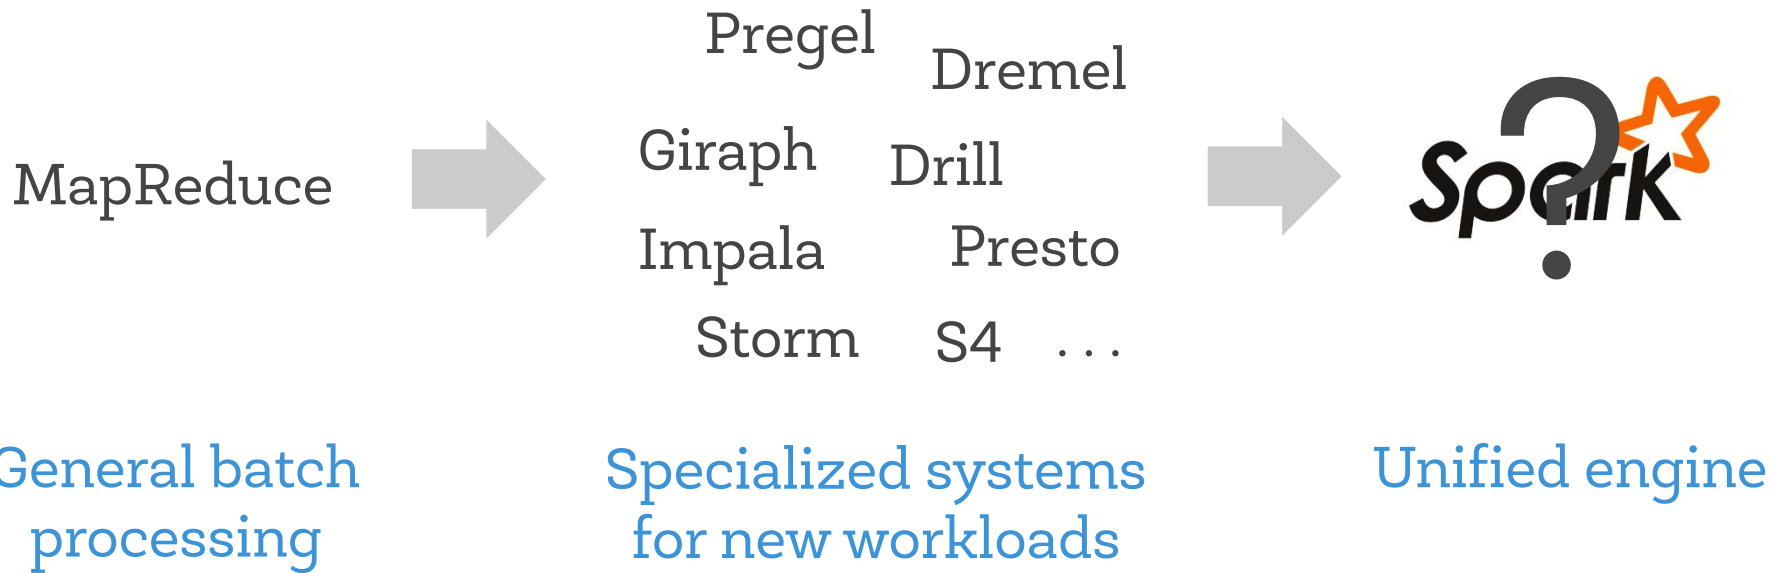 MapReduce
Pregel
Dremel
Giraph
Drill
Impala
Presto
Storm
S4
...
Spark
?
General batch
processing
Specialized systems
for new workloads
Unified engine